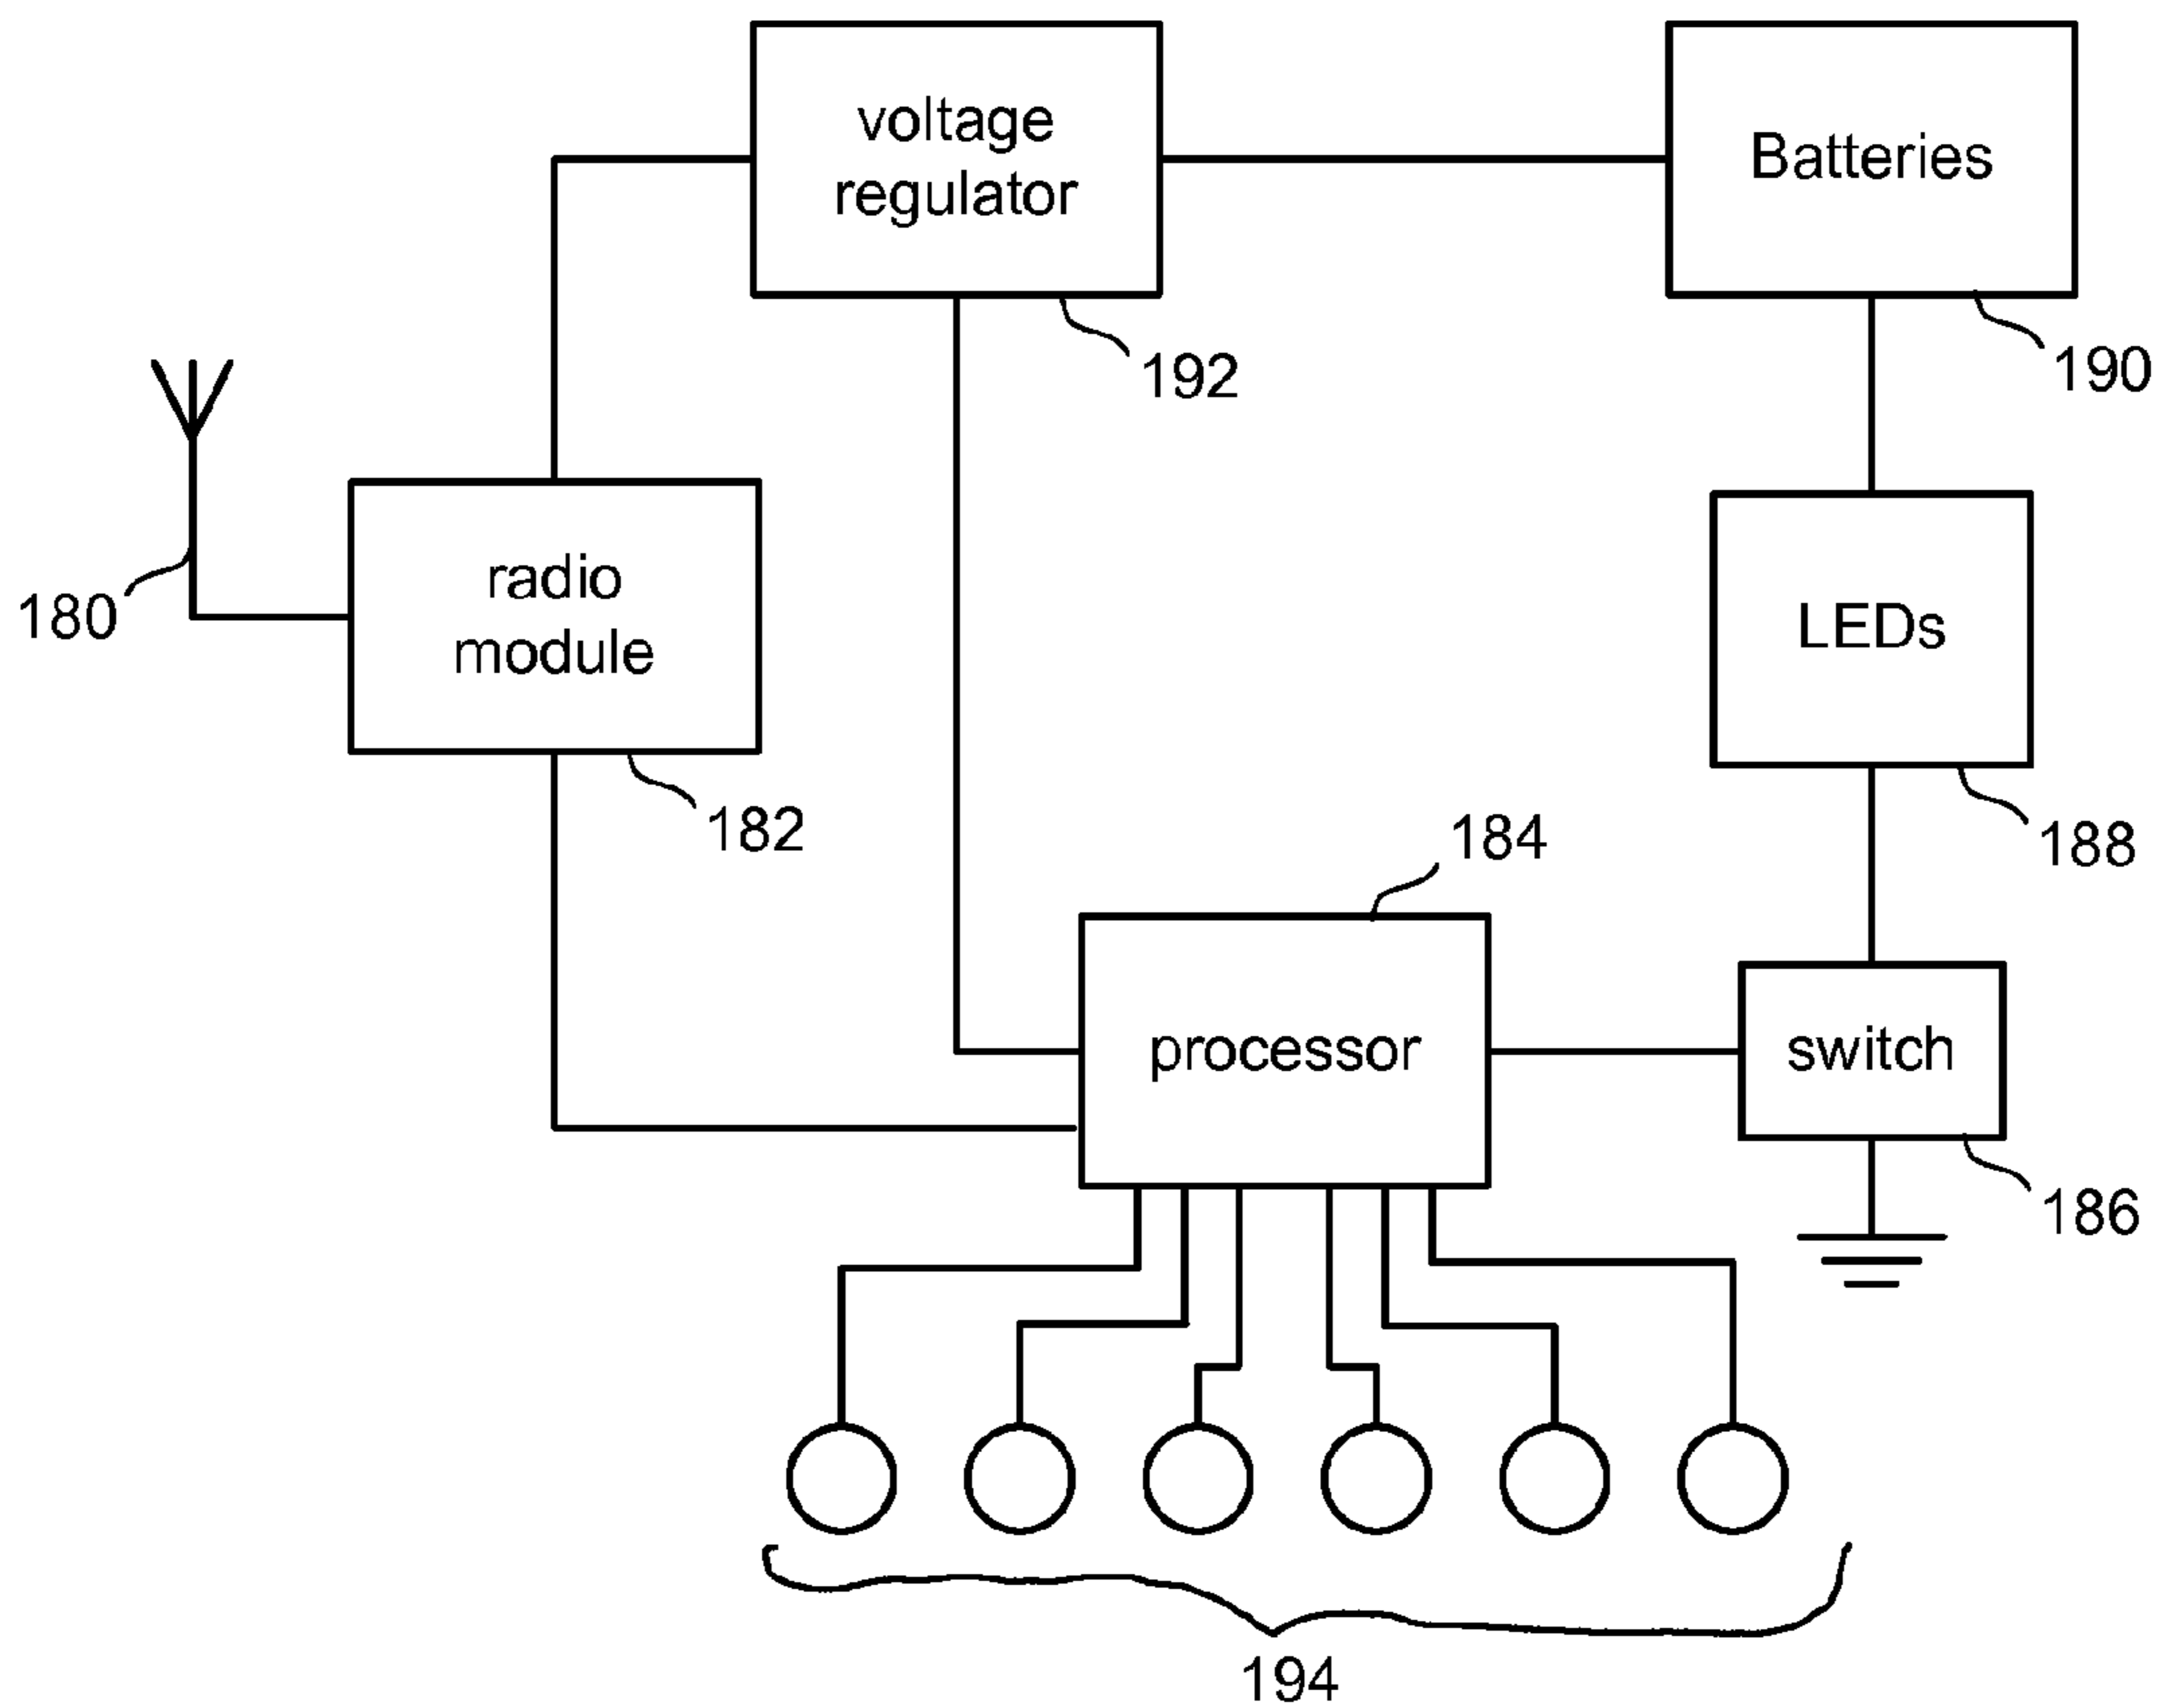 voltage
regulator
Batteries
192
190
180
radio
module
LEDs
182
184
188
processor
switch
186
194